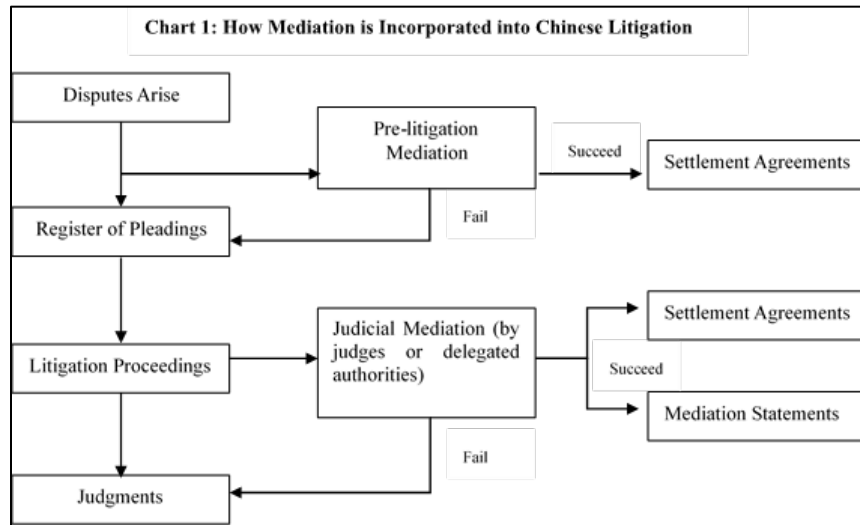 Chart 1: How Mediation is Incorporated into Chinese Litigation
Disputes Arise
Pre-litigation
Mediation
Succeed
Settlement Agreements
Fail
Register of Pleadings
Judicial Mediation (by
judges or delegated
authorities)
Settlement Agreements
Litigation Proceedings
Succeed
Mediation Statements
Fail
Judgments